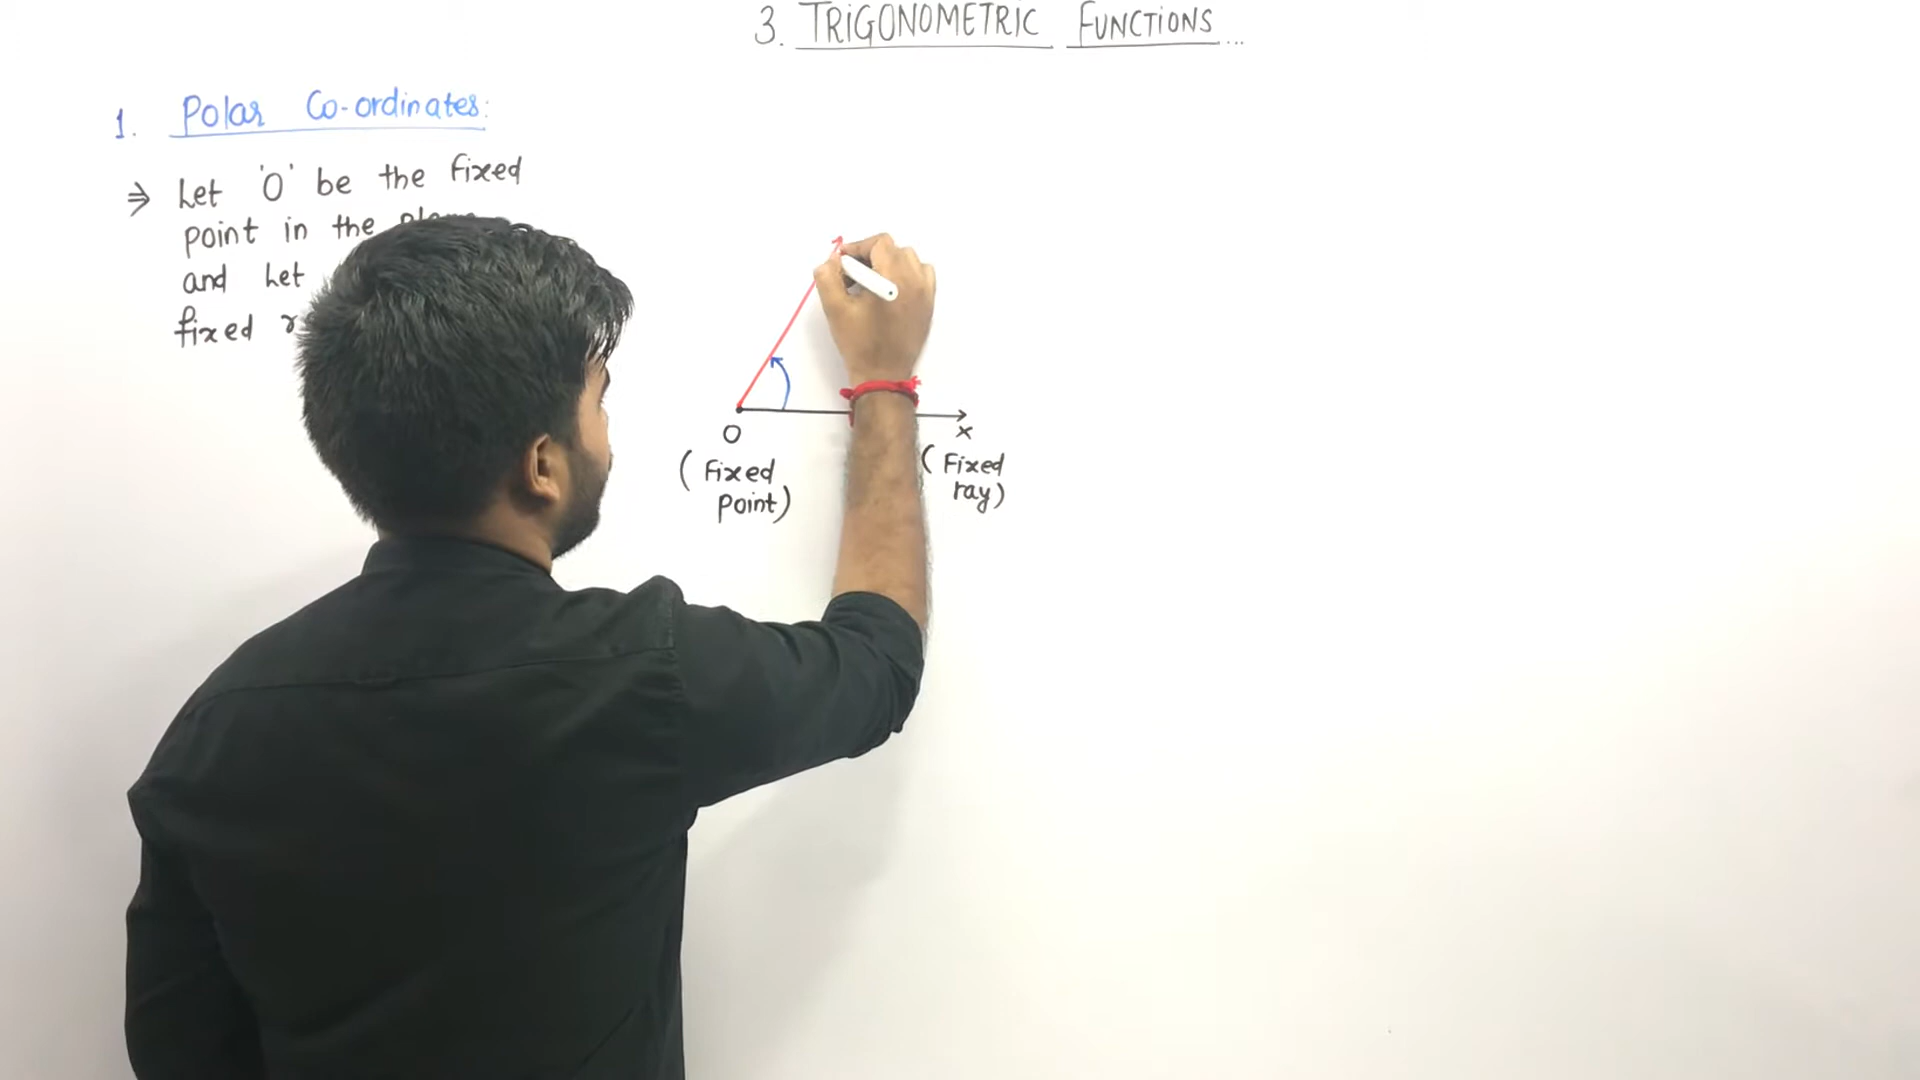 3. TRIGONOMETRIC FUNCTIONS...
1. Polar Co-ordinates:
⇒ Let 'O' be the fixed
point in the
and Let
fixed
O
(Fixed
point)
X
(Fixed
ray)